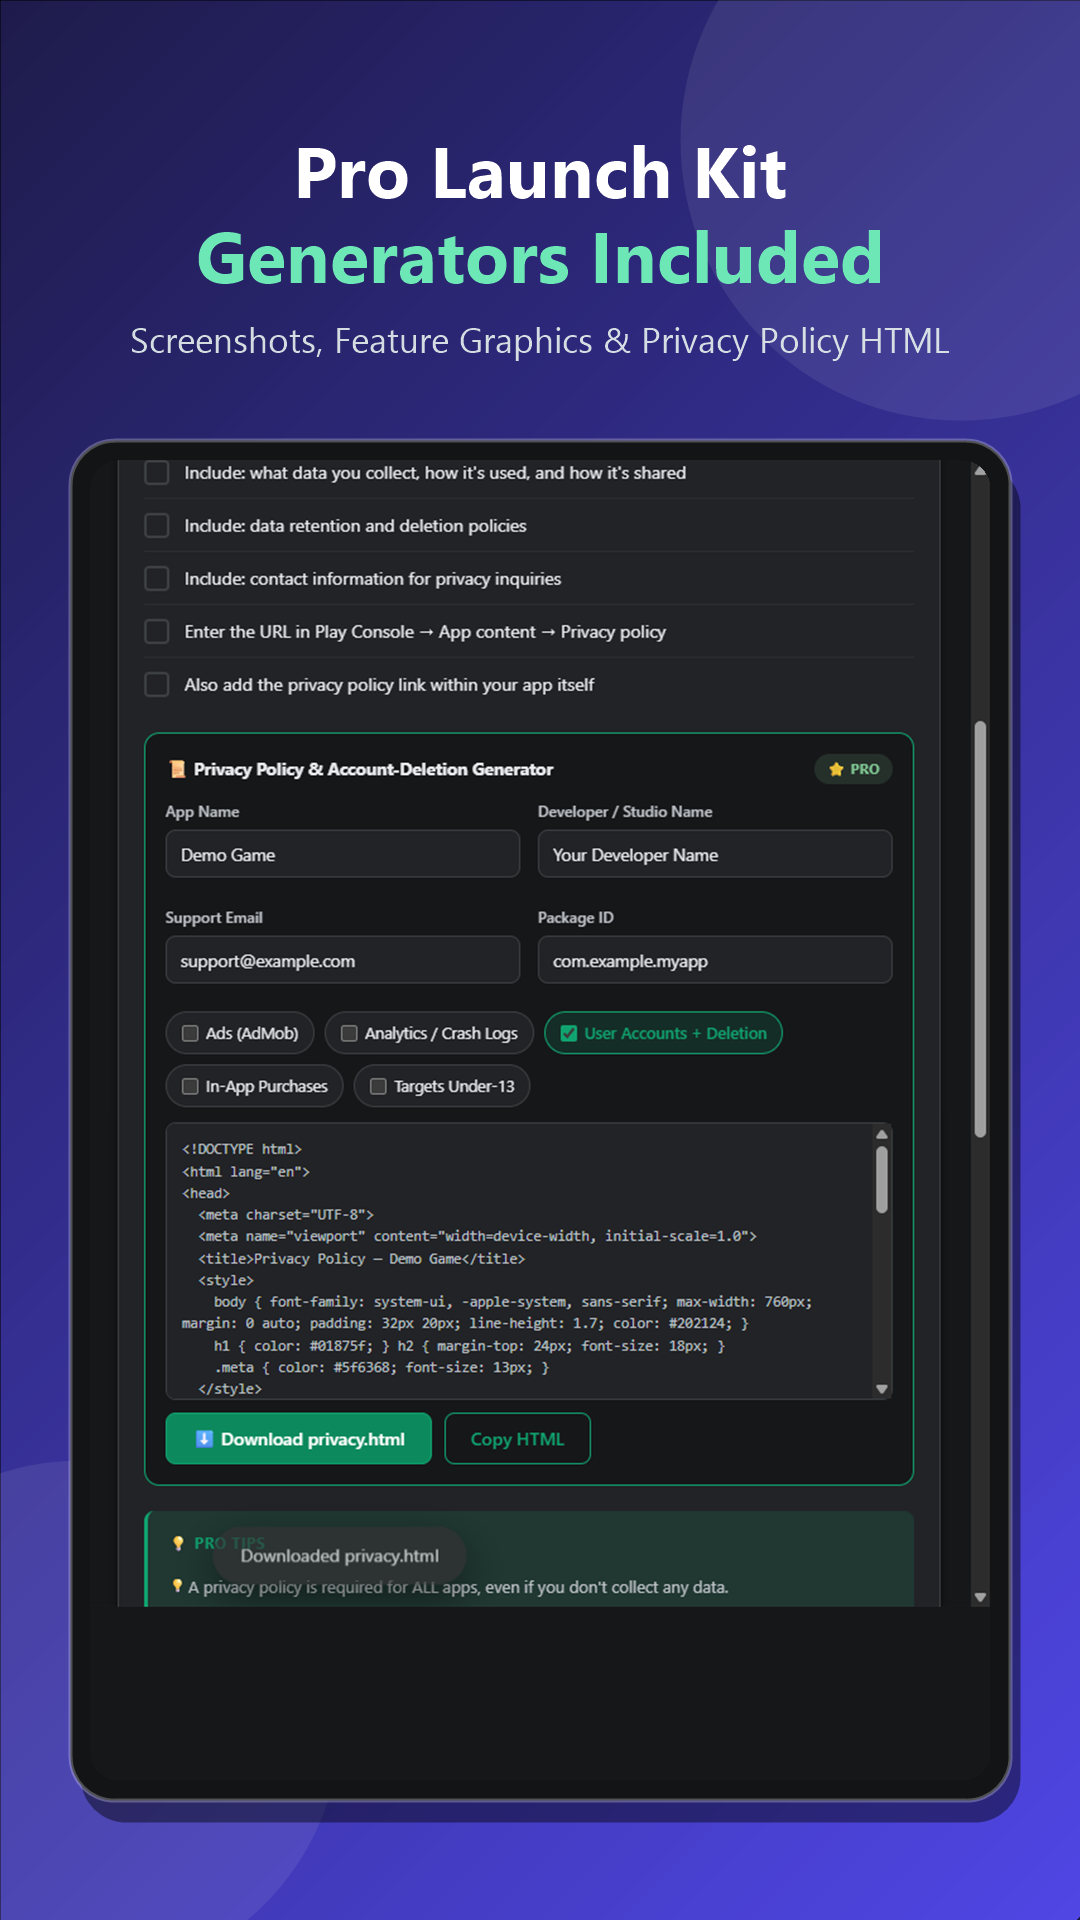 Pro Launch Kit
Generators Included
Screenshots, Feature Graphics & Privacy Policy HTML
Include: what data you collect, how it's used, and how it's shared
Include: data retention and deletion policies
Include: contact information for privacy inquiries
Enter the URL in Play Console → App content → Privacy policy
Also add the privacy policy link within your app itself
📜 Privacy Policy & Account-Deletion Generator
⭐ PRO
App Name
Developer / Studio Name
Demo Game
Your Developer Name
Support Email
Package ID
support@example.com
com.example.myapp
Ads (AdMob)
Analytics / Crash Logs
User Accounts + Deletion
In-App Purchases
Targets Under-13
<!DOCTYPE html>
<html lang="en">
<head>
<meta charset="UTF-8">
<meta name="viewport" content="width=device-width, initial-scale=1.0">
<title>Privacy Policy — Demo Game</title>
<style>
body { font-family: system-ui, -apple-system, sans-serif; max-width: 760px;
margin: 0 auto; padding: 32px 20px; line-height: 1.7; color: #202124; }
h1 { color: #01875f; } h2 { margin-top: 24px; font-size: 18px; }
.meta { color: #5f6368; font-size: 13px; }
</style>
⬇️ Download privacy.html
Copy HTML
💡 PRO TIPS
Downloaded privacy.html
💡 A privacy policy is required for ALL apps, even if you don't collect any data.